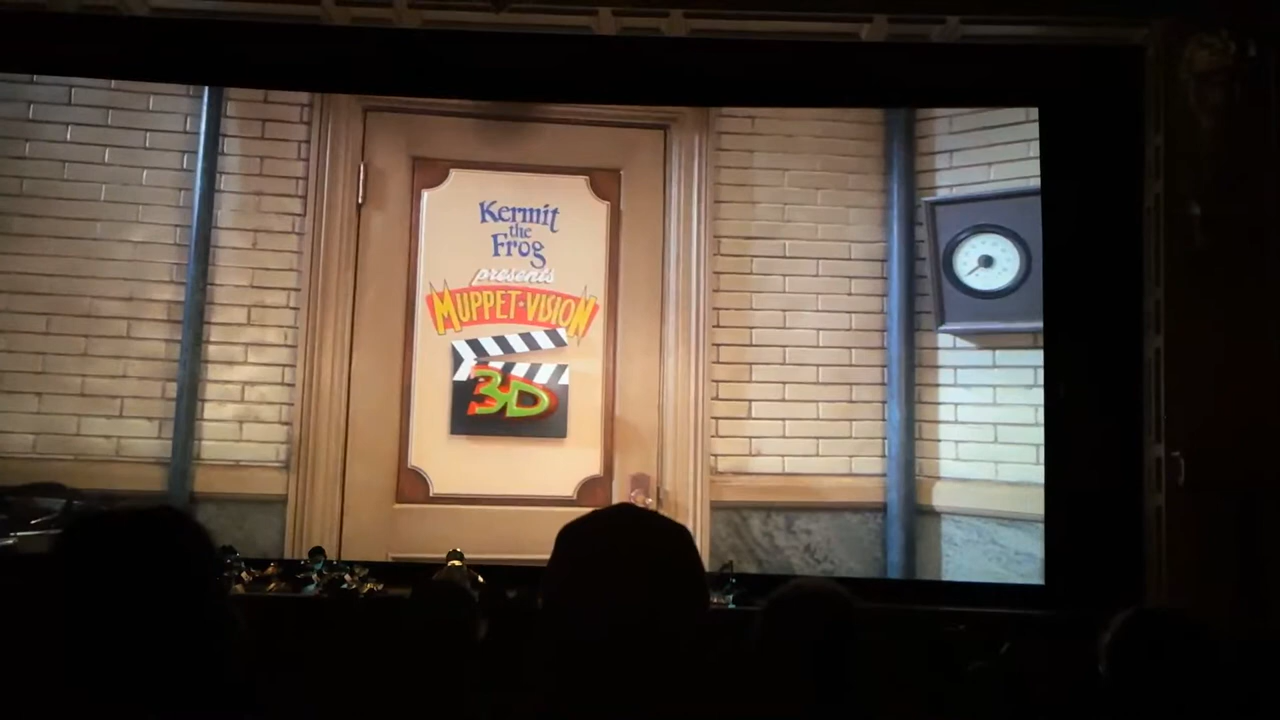 Kermit
the
Frog
presents
MUPPET★VISION
3D